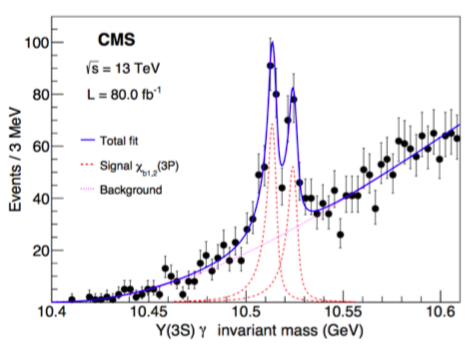 CMS
√s = 13 TeV
L = 80.0 fb⁻¹
Total fit
Signal χb1,2(3P)
Background
Events / 3 MeV
100
80
60
40
20
10.4 10.45 10.5 10.55 10.6
Υ(3S) γ invariant mass (GeV)